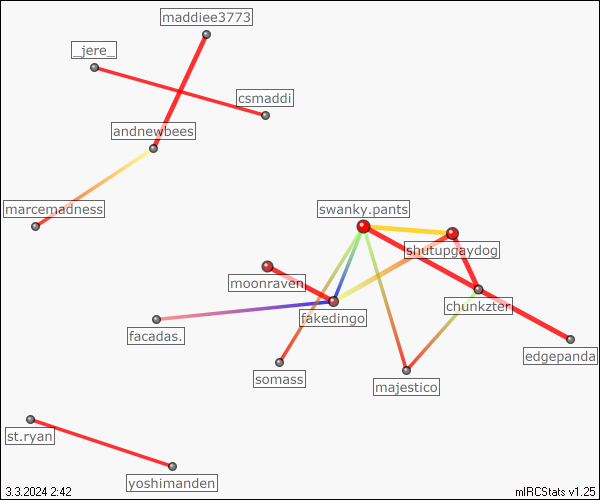 maddiee3773
_jere_
csmaddi
andnewbees
marcemadness
swanky.pants
shutupgaydog
moonraven
chunkzter
fakedingo
facadas.
edgepanda
somass
majestico
st.ryan
yoshimanden
3.3.2024 2:42
mIRCStats v1.25